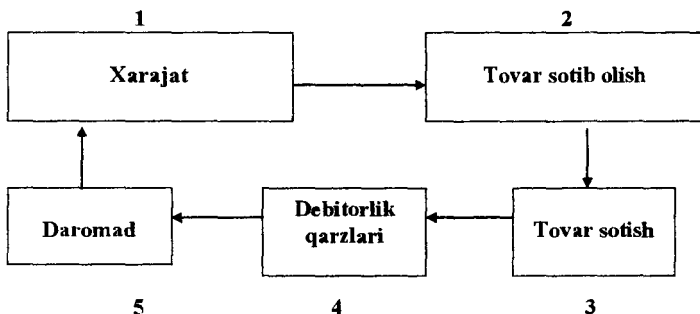 1
Xarajat
2
Tovar sotib olish
Tovar sotish
3
Debitorlik
qarzlari
4
Daromad
5